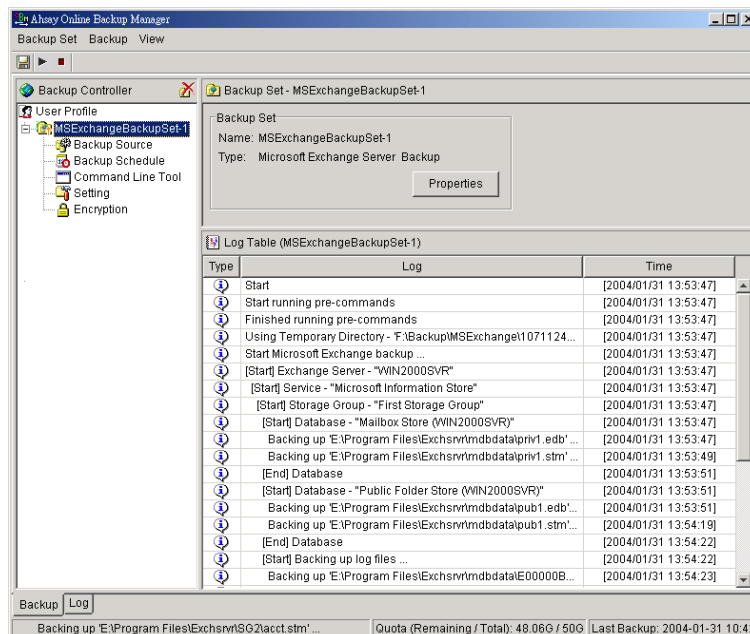 Ahsay Online Backup Manager
Backup Set Backup View
Backup Controller
User Profile
MSExchangeBackupSet-1
Backup Source
Backup Schedule
Command Line Tool
Setting
Encryption
Backup Set - MSExchangeBackupSet-1
Backup Set
Name: MSExchangeBackupSet-1
Type: Microsoft Exchange Server Backup
Properties
Log Table (MSExchangeBackupSet-1)
Type Log Time
Start [2004/01/31 13:53:47]
Start running pre-commands [2004/01/31 13:53:47]
Finished running pre-commands [2004/01/31 13:53:47]
Using Temporary Directory - 'F:\Backup\MSExchange\1071124... [2004/01/31 13:53:47]
Start Microsoft Exchange backup ... [2004/01/31 13:53:47]
[Start] Exchange Server - "WIN2000SVR" [2004/01/31 13:53:47]
[Start] Service - "Microsoft Information Store" [2004/01/31 13:53:47]
[Start] Storage Group - "First Storage Group" [2004/01/31 13:53:47]
[Start] Database - "Mailbox Store (WIN2000SVR)" [2004/01/31 13:53:47]
Backing up 'E:\Program Files\Exchsrvr\mdbdata\priv1.edb' ... [2004/01/31 13:53:47]
Backing up 'E:\Program Files\Exchsrvr\mdbdata\priv1.stm' ... [2004/01/31 13:53:49]
[End] Database [2004/01/31 13:53:51]
[Start] Database - "Public Folder Store (WIN2000SVR)" [2004/01/31 13:53:51]
Backing up 'E:\Program Files\Exchsrvr\mdbdata\pub1.edb'... [2004/01/31 13:53:51]
Backing up 'E:\Program Files\Exchsrvr\mdbdata\pub1.stm'... [2004/01/31 13:54:19]
[End] Database [2004/01/31 13:54:22]
[Start] Backing up log files ... [2004/01/31 13:54:22]
Backing up 'E:\Program Files\Exchsrvr\mdbdata\E00000B... [2004/01/31 13:54:23]
Backup Log
Backing up 'E:\Program Files\Exchsrvr\SG2\acct.stm' ... Quota (Remaining / Total): 48.06G / 50G Last Backup: 2004-01-31 10:4